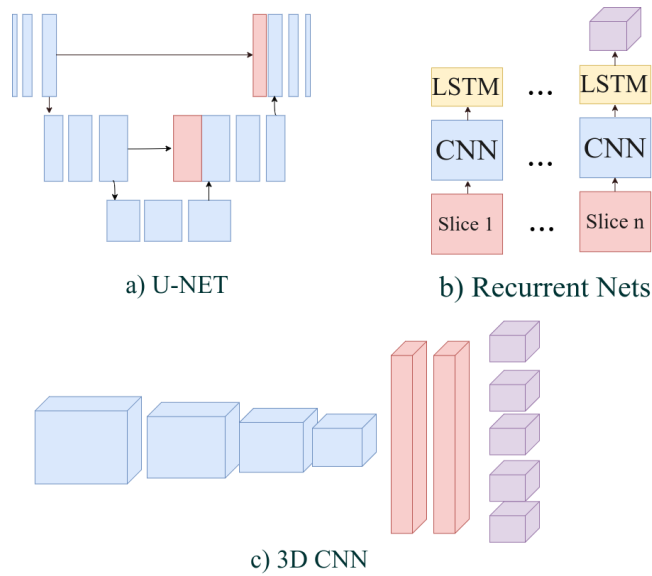 LSTM ... LSTM
CNN ... CNN
Slice 1 ... Slice n
a) U-NET
b) Recurrent Nets
c) 3D CNN